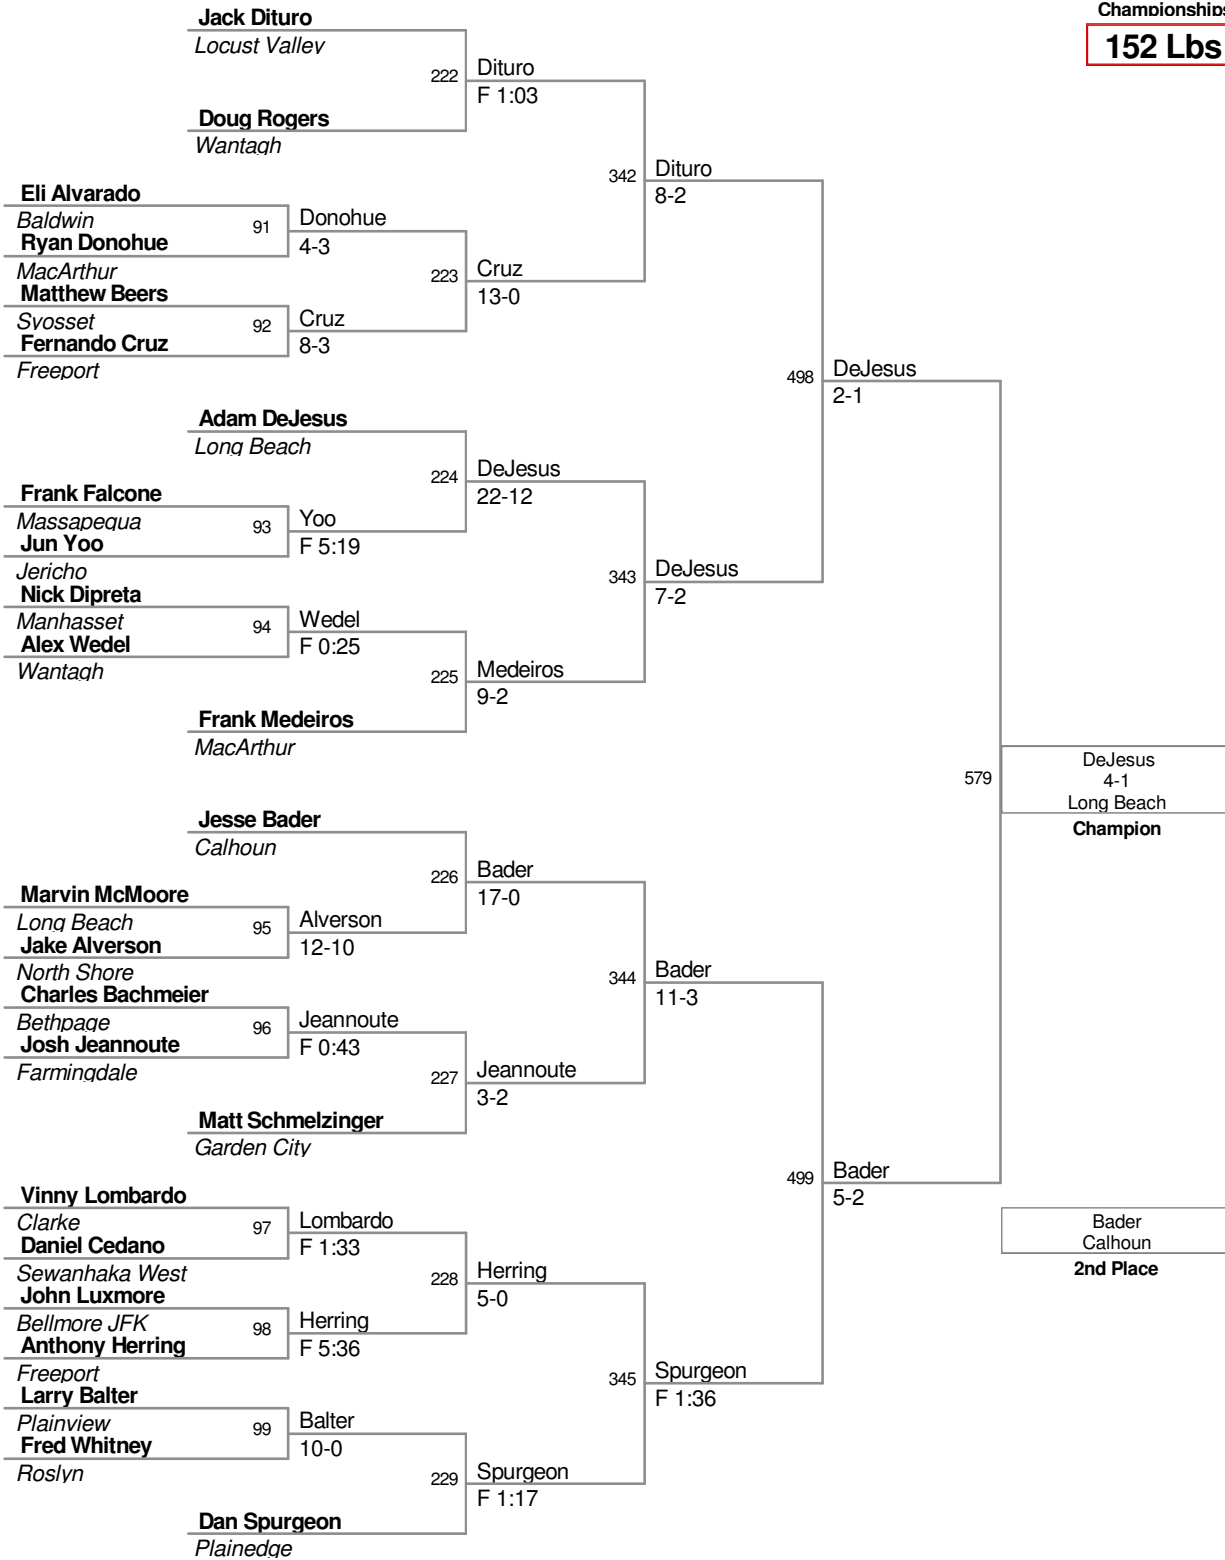 Championships
152 Lbs
Jack Dituro
Locust Valley
222
Dituro
F 1:03
Doug Rogers
Wantagh
342
Dituro
8-2
Eli Alvarado
Baldwin
91
Donohue
4-3
Ryan Donohue
MacArthur
223
Cruz
13-0
Matthew Beers
Syosset
92
Cruz
8-3
Fernando Cruz
Freeport
498
DeJesus
2-1
Adam DeJesus
Long Beach
224
DeJesus
22-12
Frank Falcone
Massapequa
93
Yoo
F 5:19
Jun Yoo
Jericho
343
DeJesus
7-2
Nick Dipreta
Manhasset
94
Wedel
F 0:25
Alex Wedel
Wantagh
225
Medeiros
9-2
Frank Medeiros
MacArthur
579
DeJesus
4-1
Long Beach
Champion
Jesse Bader
Calhoun
226
Bader
17-0
Marvin McMoore
Long Beach
95
Alverson
12-10
Jake Alverson
North Shore
344
Bader
11-3
Charles Bachmeier
Bethpage
96
Jeannoute
F 0:43
Josh Jeannoute
Farmingdale
227
Jeannoute
3-2
Matt Schmelzinger
Garden City
499
Bader
5-2
Vinny Lombardo
Clarke
97
Lombardo
F 1:33
Daniel Cedano
Sewanhaka West
228
Herring
5-0
John Luxmore
Bellmore JFK
98
Herring
F 5:36
Anthony Herring
Freeport
345
Spurgeon
F 1:36
Larry Balter
Plainview
99
Balter
10-0
Fred Whitney
Roslyn
229
Spurgeon
F 1:17
Dan Spurgeon
Plainedge
Bader
Calhoun
2nd Place